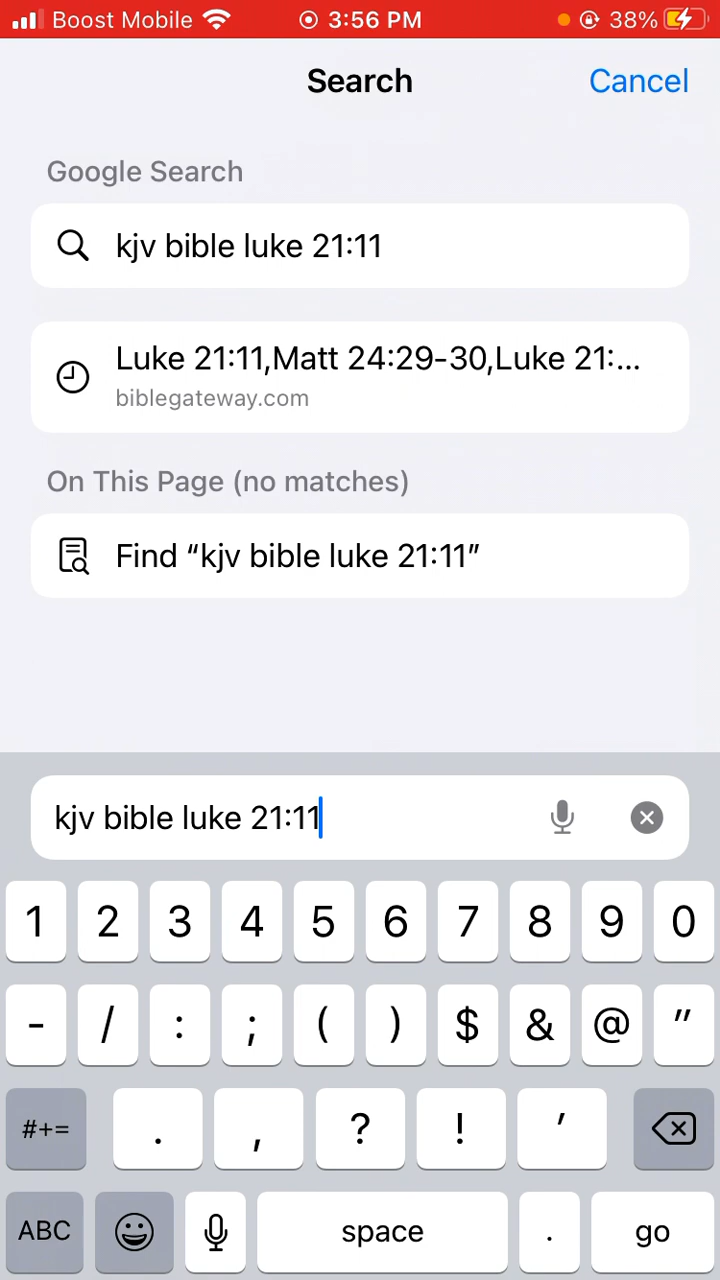 Boost Mobile 3:56 PM 38%
Search Cancel
Google Search
kjv bible luke 21:11
Luke 21:11,Matt 24:29-30,Luke 21:...
biblegateway.com
On This Page (no matches)
Find “kjv bible luke 21:11”
kjv bible luke 21:11
1 2 3 4 5 6 7 8 9 0
- / : ; ( ) $ & @ "
#+= . , ? ! '
ABC space . go